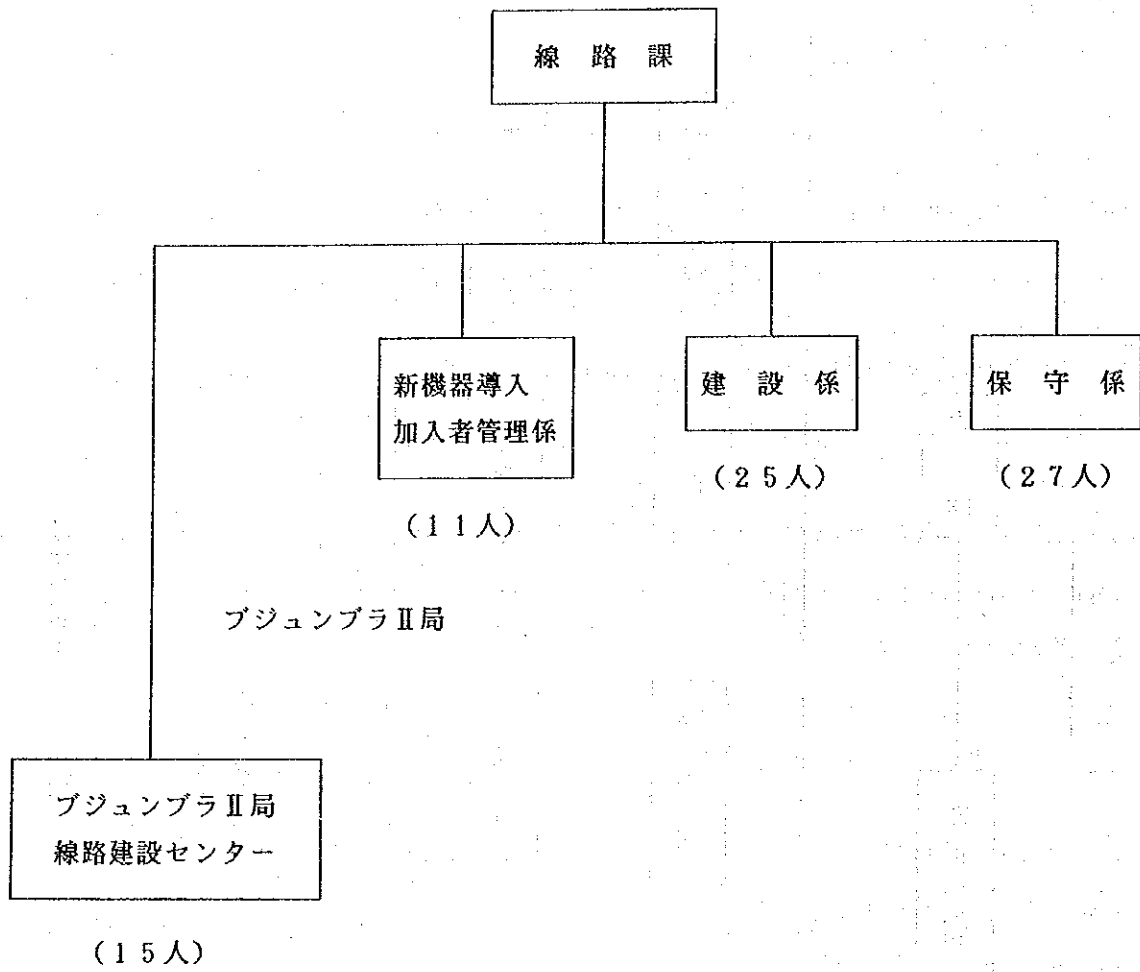 線路課
新機器導入
加入者管理係
(11人)
建設係
(25人)
保守係
(27人)
ブジュンブラⅡ局
ブジュンブラⅡ局
線路建設センター
(15人)